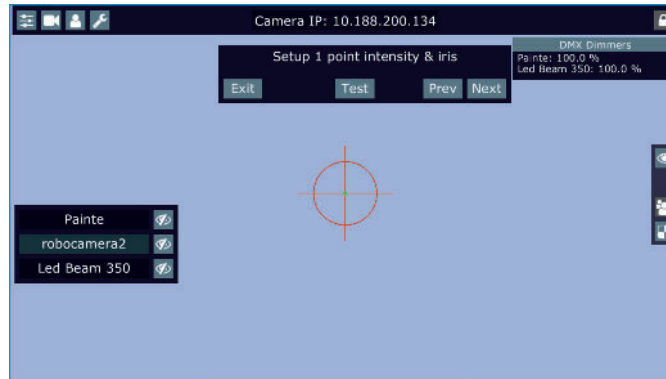 Camera IP: 10.188.200.134
Setup 1 point intensity & iris
Exit Test Prev Next
DMX Dimmers
Painte: 100.0 %
Led Beam 350: 100.0 %
Painte
robocamera2
Led Beam 350